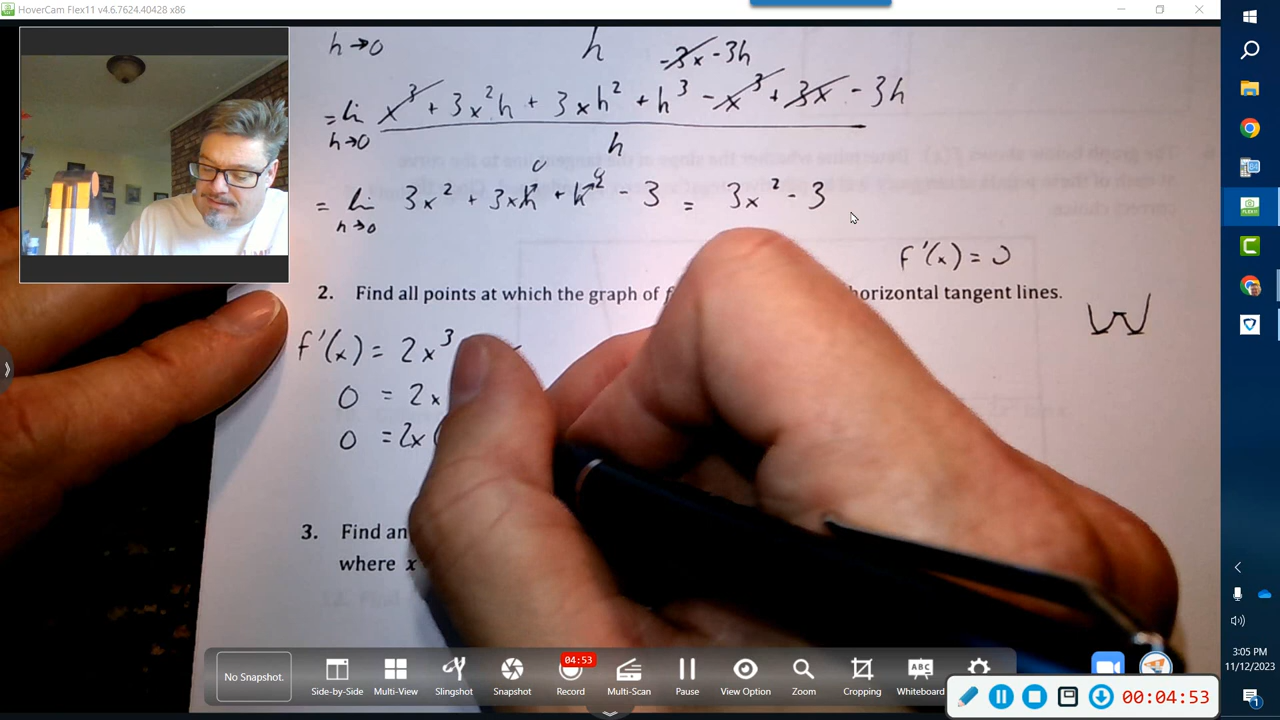 HoverCam Flex11 v4.6.7624.40428 x86
h→0 h -3x - 3h
= lim x³ + 3x²h + 3xh² + h³ - x³ + 3x - 3h
h→0 h
0 0
= lim 3x² + 3xh + h² - 3 = 3x² - 3
h→0
f'(x) = 0
2. Find all points at which the graph of horizontal tangent lines.
f'(x) = 2x³
0 = 2x
0 = 2x (
3. Find an
where x
No Snapshot.
Side-by-Side
Multi-View
Slingshot
Snapshot
04:53
Record
Multi-Scan
Pause
View Option
Zoom
Cropping
ABC
Whiteboard
00:04:53
3:05 PM
11/12/2023
1